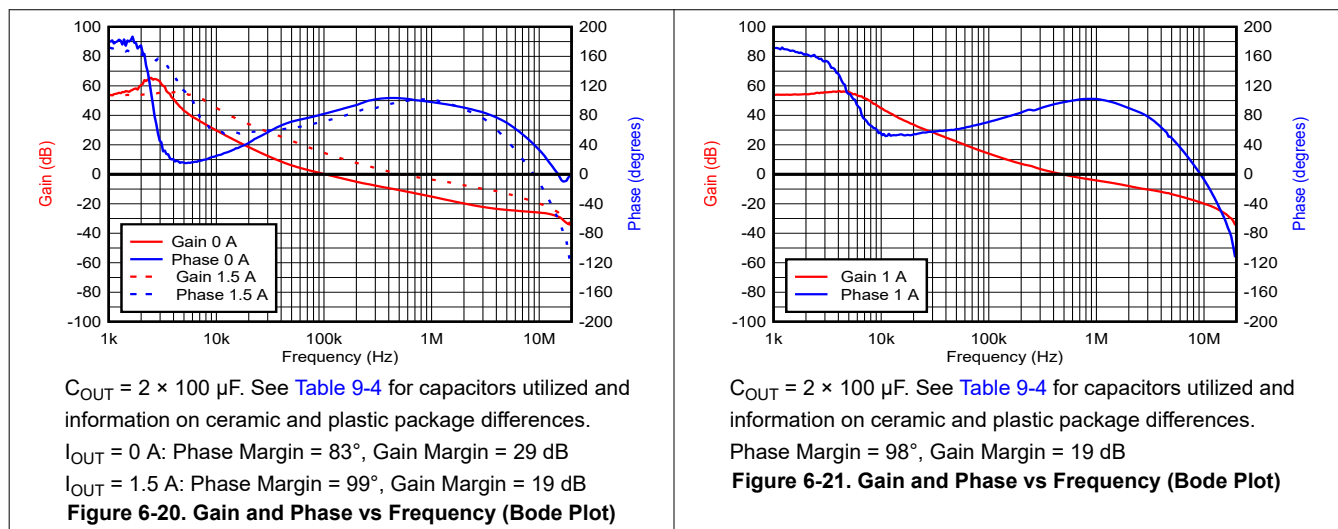 100
80
60
40
20
0
-20
-40
-60
-80
-100
Gain (dB)
200
160
120
80
40
0
-40
-80
-120
-160
-200
Phase (degrees)
Gain 0 A
Phase 0 A
Gain 1.5 A
Phase 1.5 A
1k
10k
100k
1M
10M
Frequency (Hz)
C_OUT = 2 × 100 µF. See Table 9-4 for capacitors utilized and
information on ceramic and plastic package differences.
I_OUT = 0 A: Phase Margin = 83°, Gain Margin = 29 dB
I_OUT = 1.5 A: Phase Margin = 99°, Gain Margin = 19 dB
Figure 6-20. Gain and Phase vs Frequency (Bode Plot)
100
80
60
40
20
0
-20
-40
-60
-80
-100
Gain (dB)
200
160
120
80
40
0
-40
-80
-120
-160
-200
Phase (degrees)
Gain 1 A
Phase 1 A
1k
10k
100k
1M
10M
Frequency (Hz)
C_OUT = 2 × 100 µF. See Table 9-4 for capacitors utilized and
information on ceramic and plastic package differences.
Phase Margin = 98°, Gain Margin = 19 dB
Figure 6-21. Gain and Phase vs Frequency (Bode Plot)